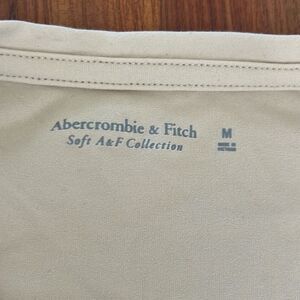 Abercrombie & Fitch M
Soft A&F Collection